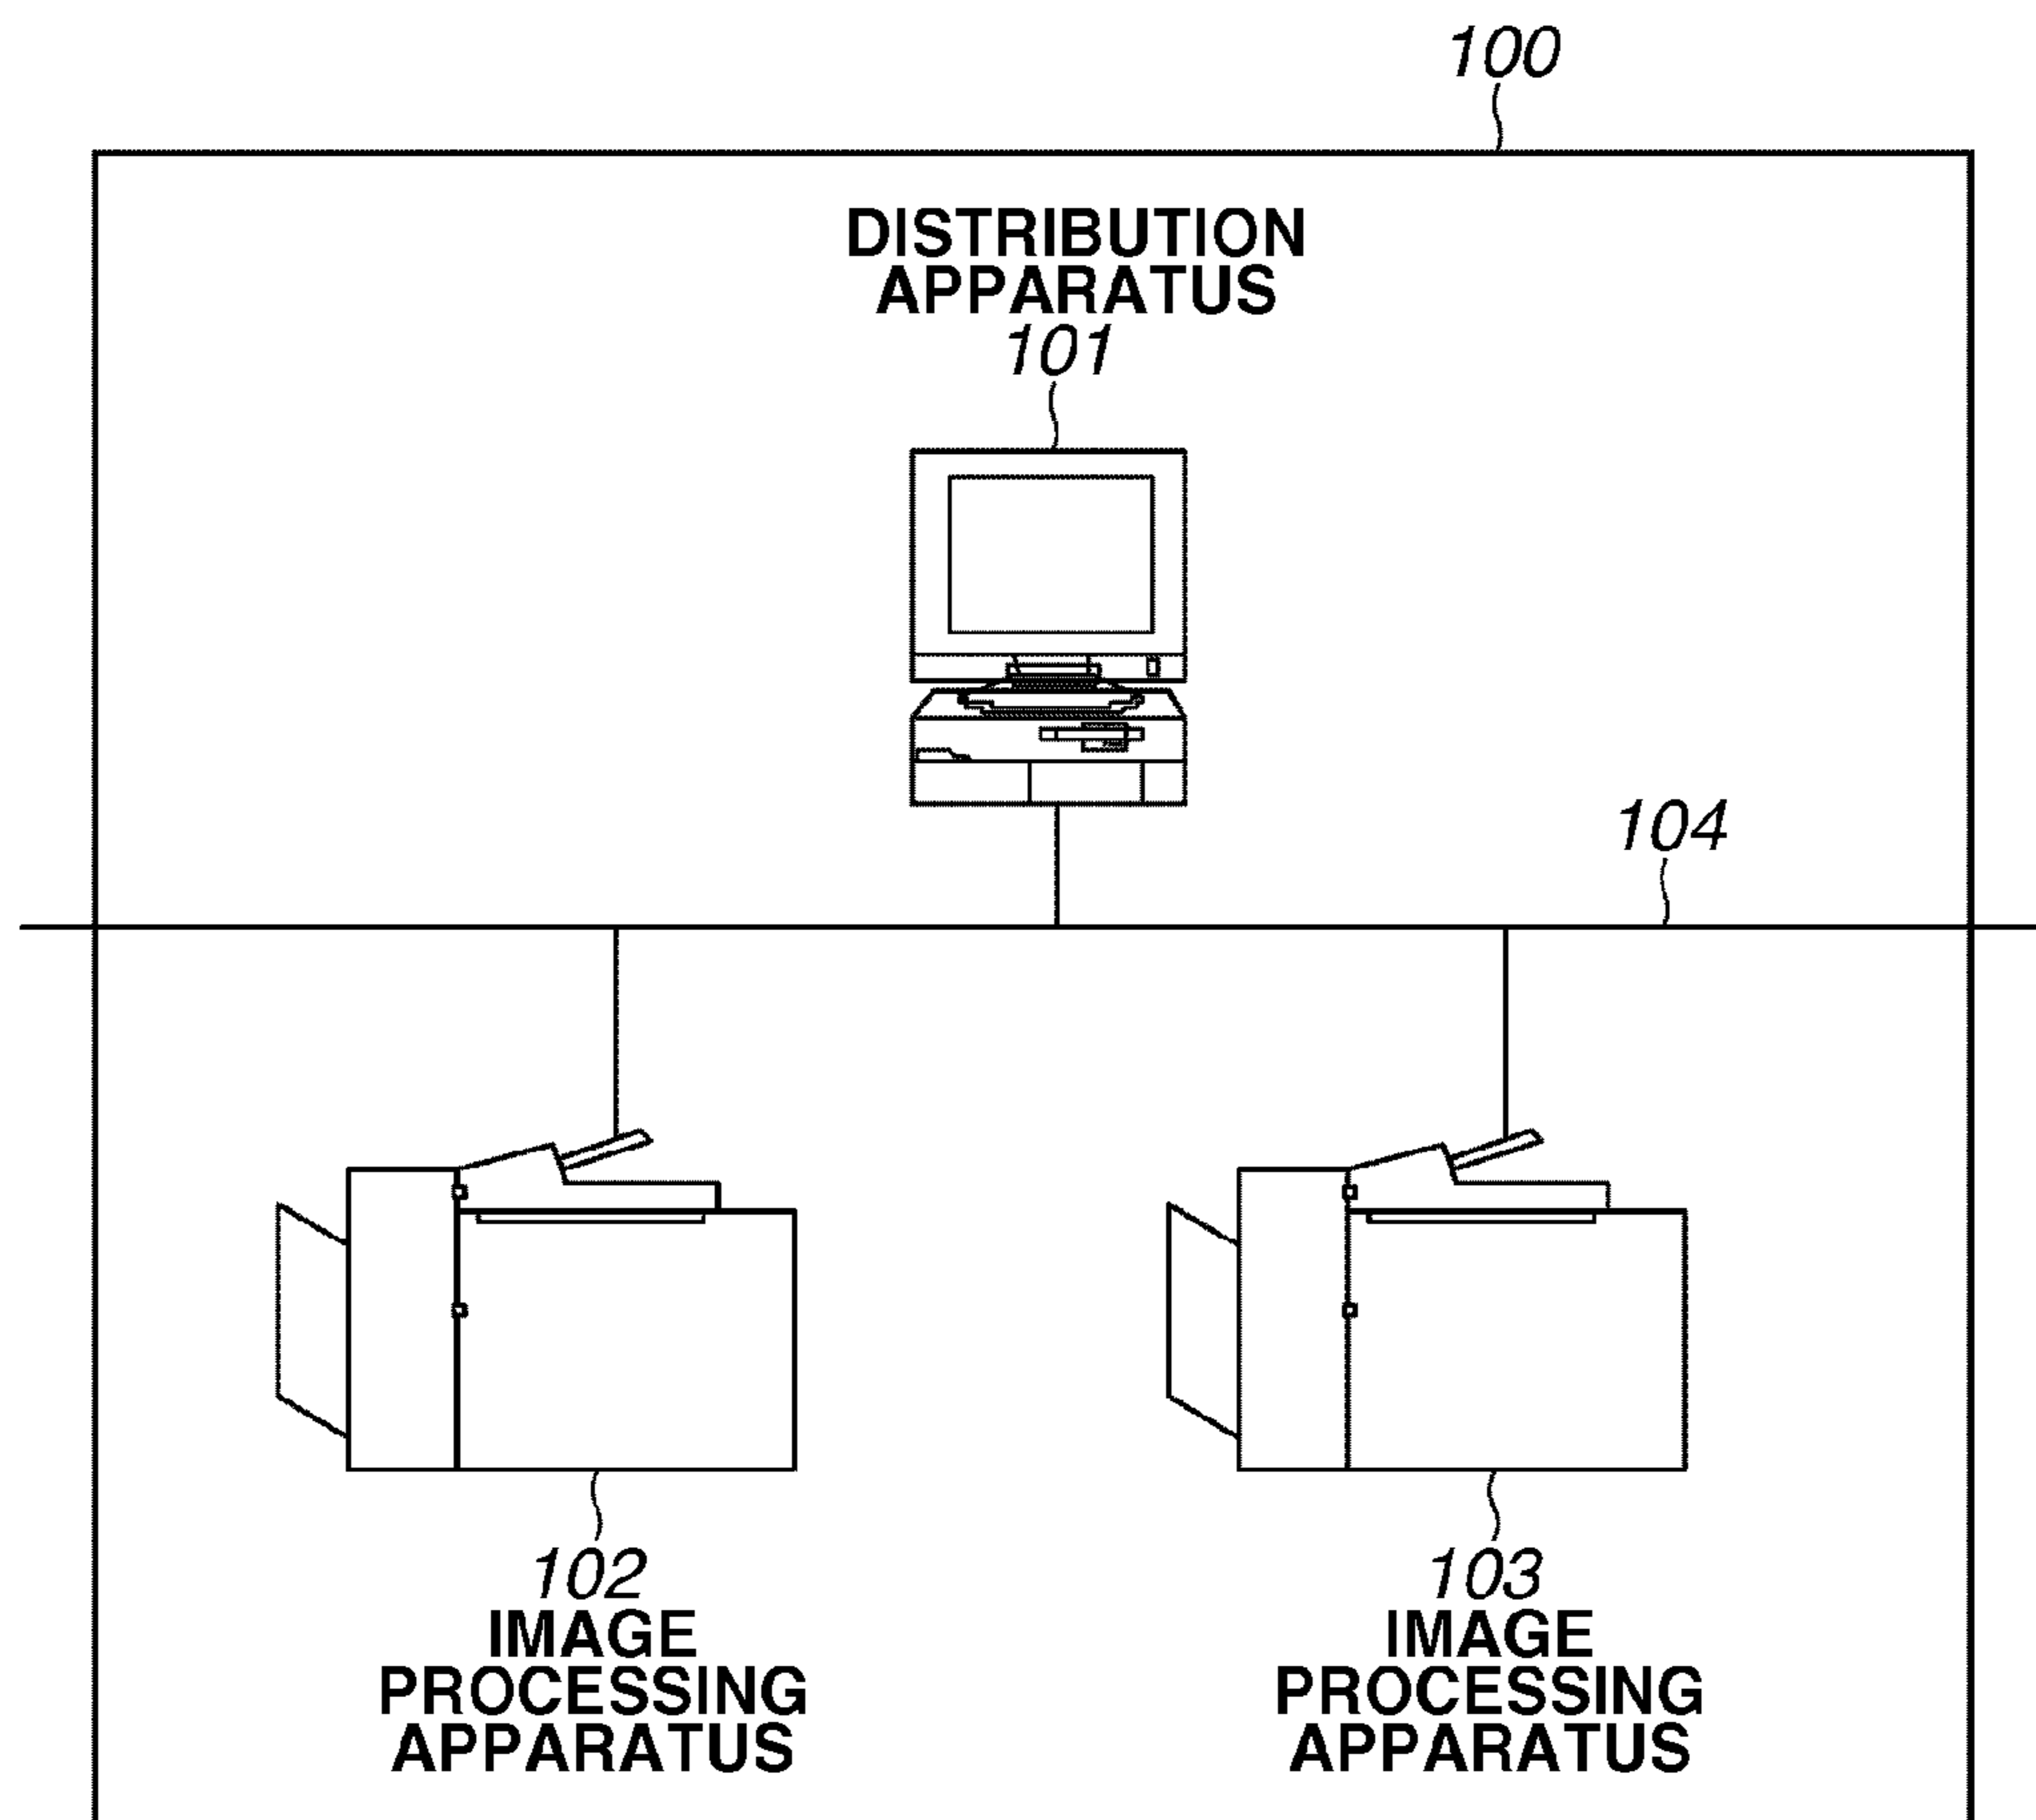 100
DISTRIBUTION
APPARATUS
101
104
102
IMAGE
PROCESSING
APPARATUS
103
IMAGE
PROCESSING
APPARATUS